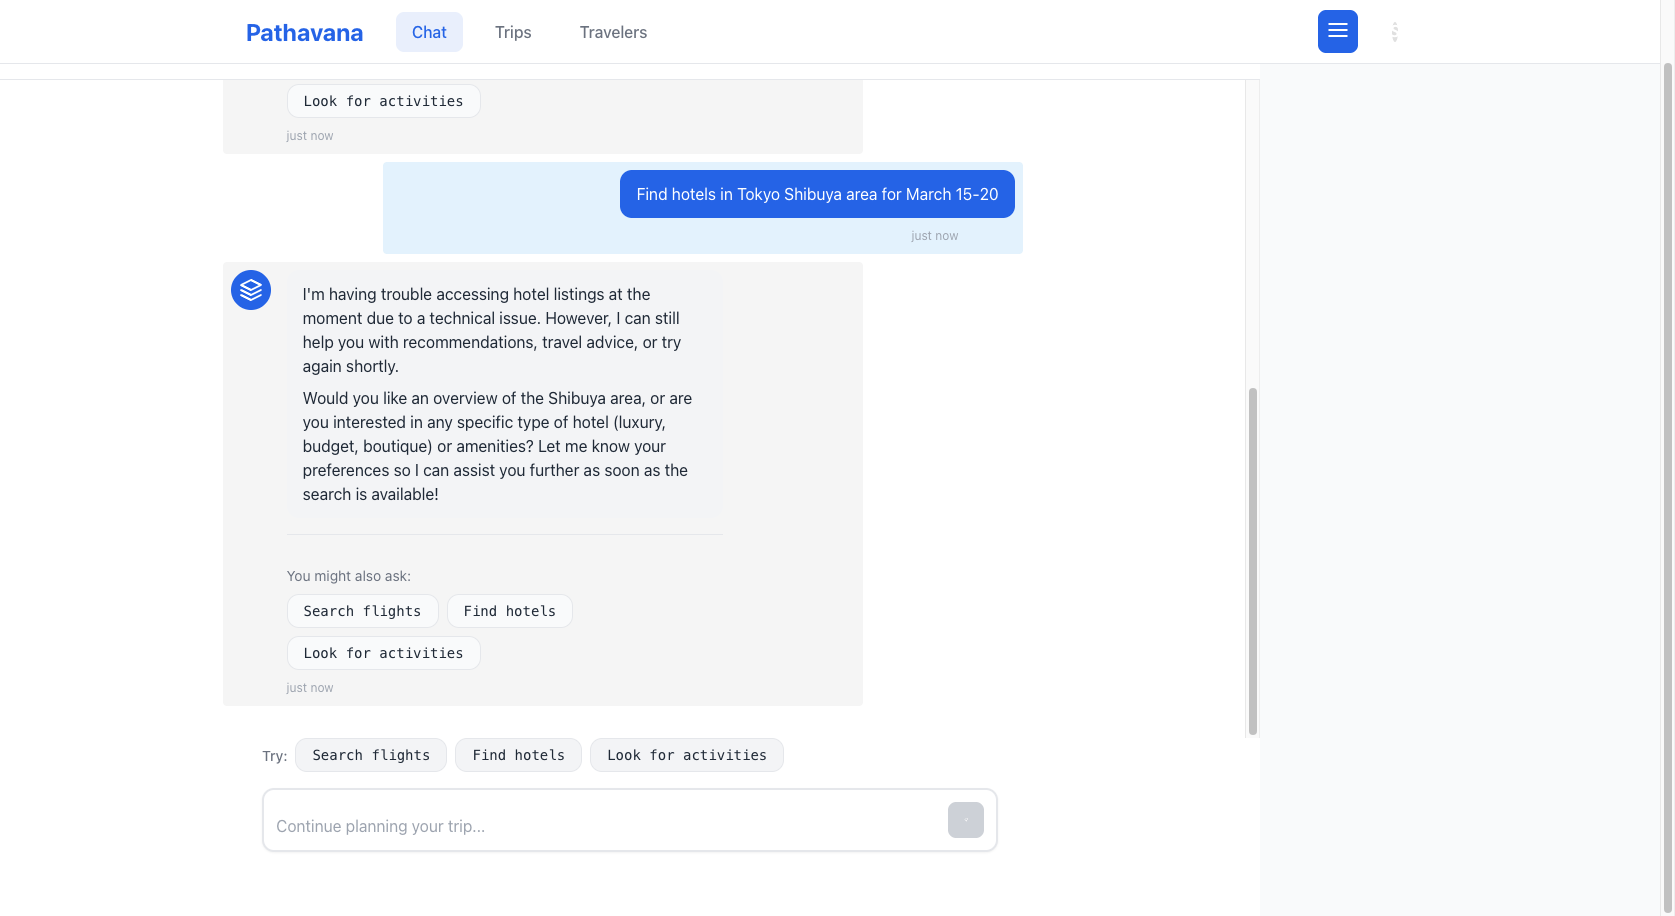 Pathavana Chat Trips Travelers
Look for activities
just now
Find hotels in Tokyo Shibuya area for March 15-20
just now
I'm having trouble accessing hotel listings at the
moment due to a technical issue. However, I can still
help you with recommendations, travel advice, or try
again shortly.
Would you like an overview of the Shibuya area, or are
you interested in any specific type of hotel (luxury,
budget, boutique) or amenities? Let me know your
preferences so I can assist you further as soon as the
search is available!
You might also ask:
Search flights Find hotels
Look for activities
just now
Try: Search flights Find hotels Look for activities
Continue planning your trip...